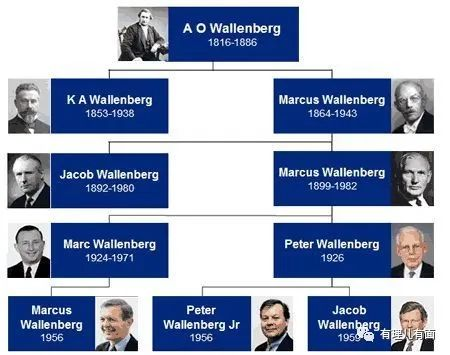 A O Wallenberg
1816-1886
K A Wallenberg
1853-1938
Marcus Wallenberg
1864-1943
Jacob Wallenberg
1892-1980
Marcus Wallenberg
1899-1982
Marc Wallenberg
1924-1971
Peter Wallenberg
1926
Marcus
Wallenberg
1956
Peter
Wallenberg Jr
1956
Jacob
Wallenberg
1956
有理儿有面